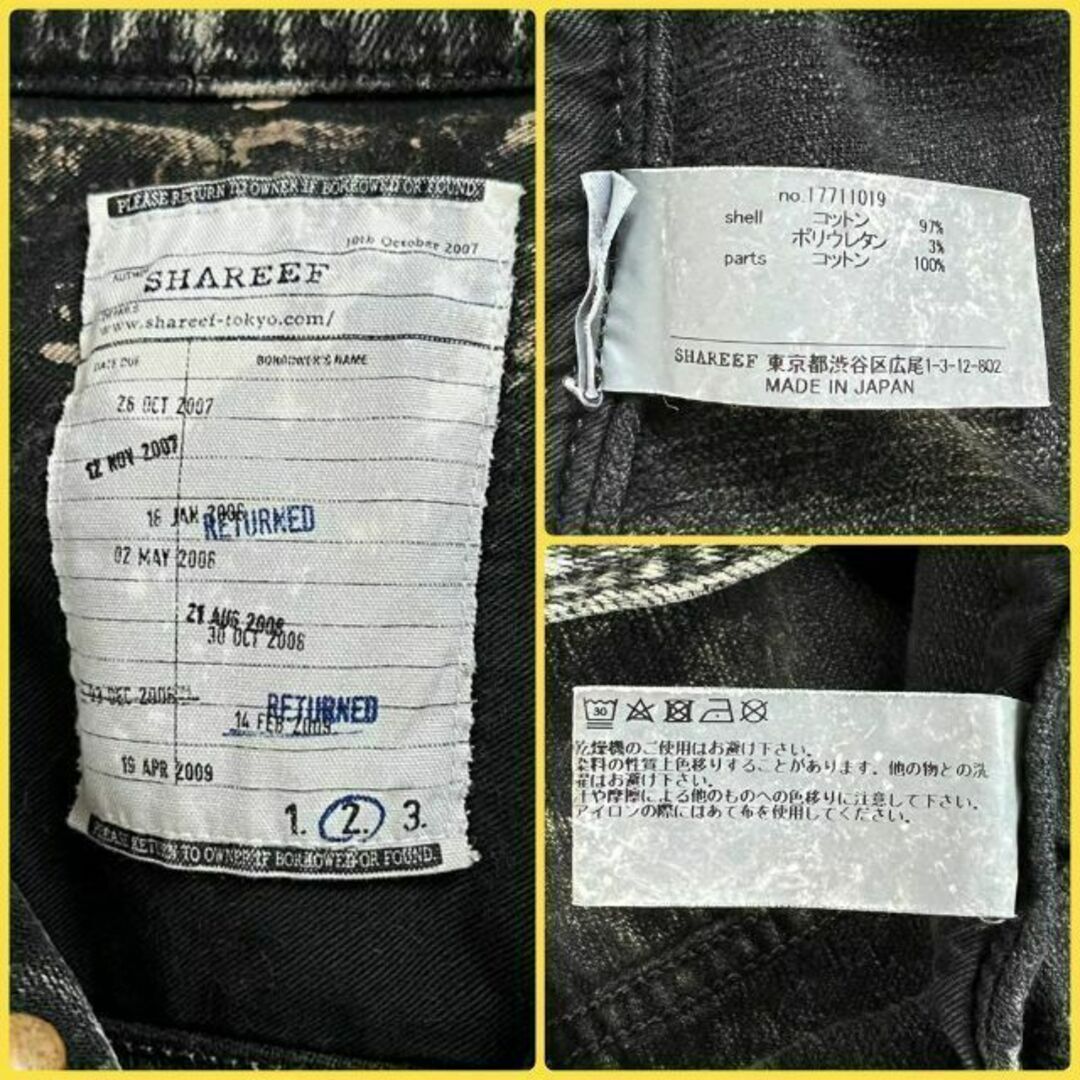 PLEASE RETURN TO OWNER IF BORROWED OR FOUND.
10th October 2007
SHAREEF
www.shareef-tokyo.com/
DATE DUE BORROWER'S NAME
26 OCT 2007
12 NOV 2007
16 JAN 2008
RETURNED
02 MAY 2008
21 AUG 2008
30 OCT 2008
DEC 2008
RETURNED
14 FEB 2009
19 APR 2009
1. 2. 3.
PLEASE RETURN TO OWNER IF BORROWED OR FOUND.
no.17711019
shell コットン 97%
ポリウレタン 3%
parts コットン 100%
SHAREEF 東京都渋谷区広尾1-3-12-802
MADE IN JAPAN
30
乾燥機のご使用はお避け下さい。
染料の性質上色移りすることがあります。他の物との洗
濯はお避け下さい。
汗や摩擦による他のものへの色移りに注意して下さい。
アイロンの際にはあて布を使用してください。